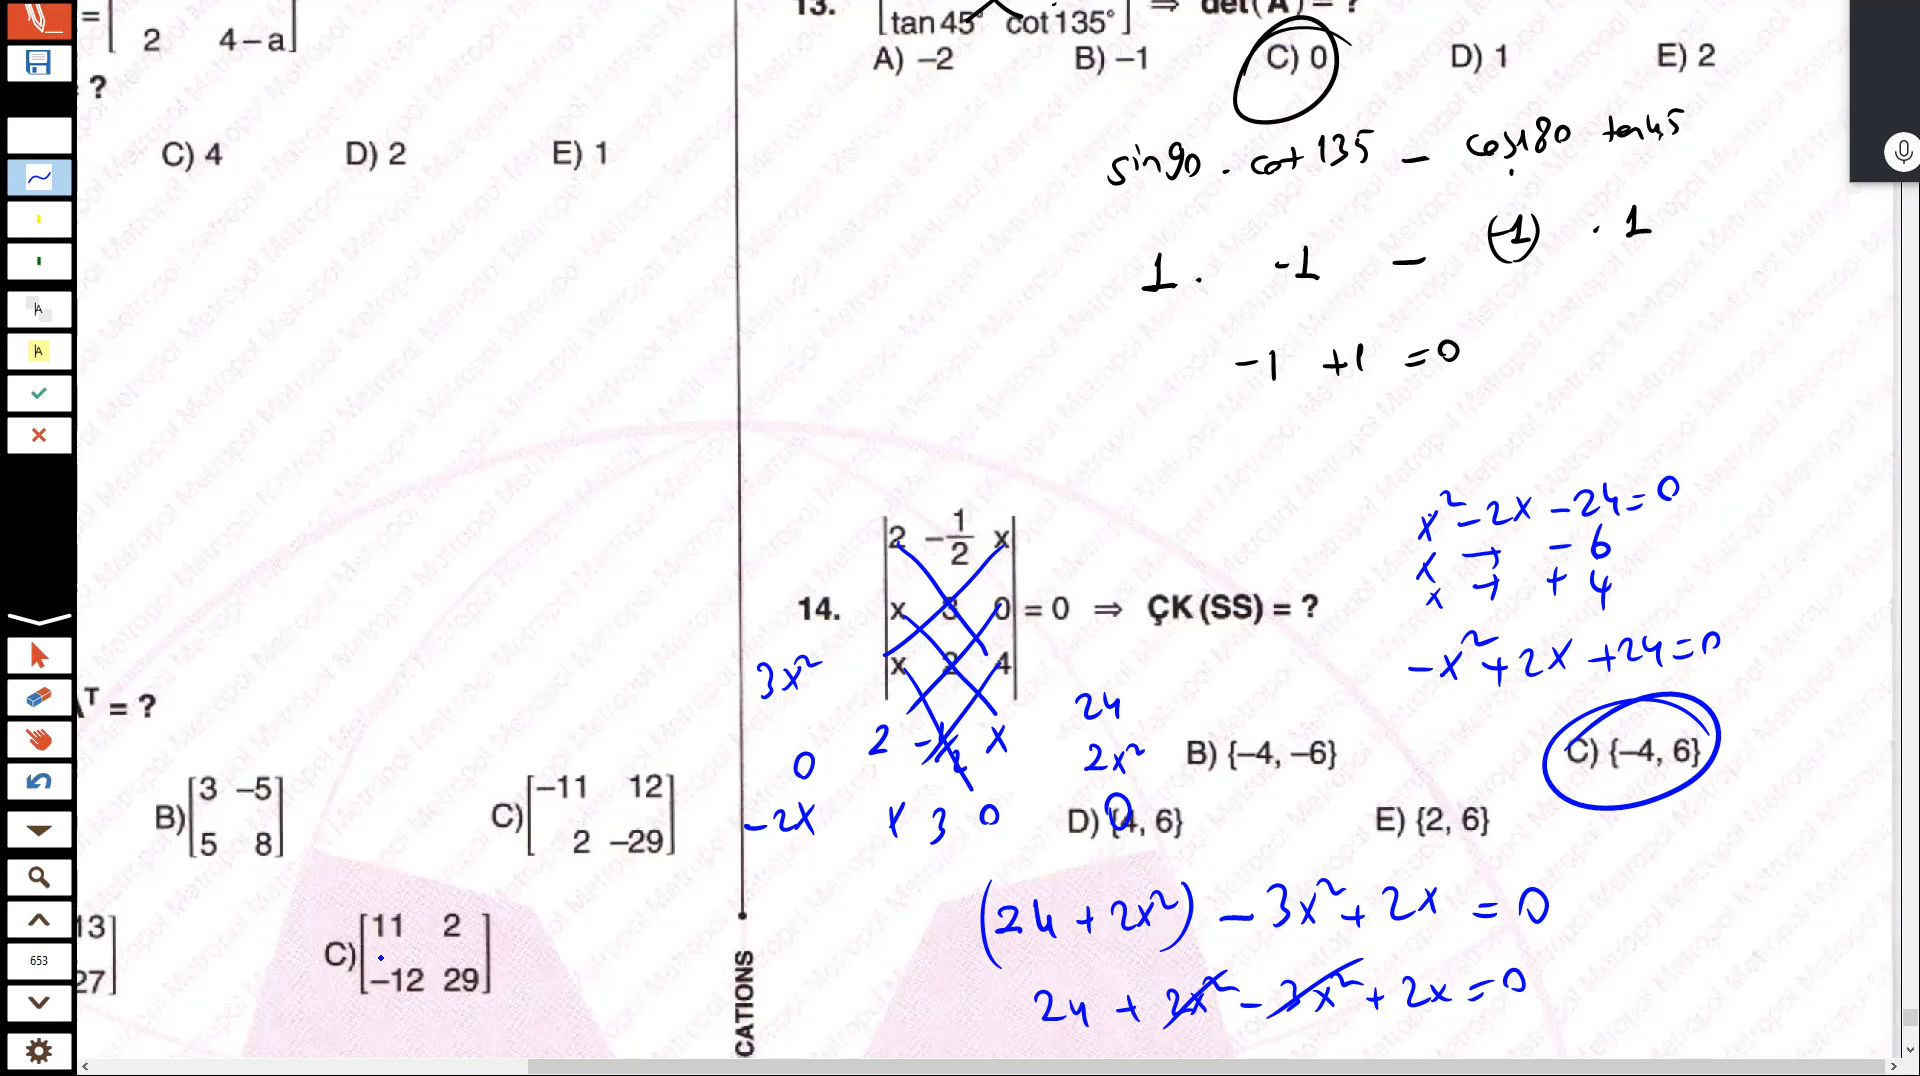 = [ 2 4–a ]
?
C) 4 D) 2 E) 1
ᵀ = ?
B) [3 –5
5 8]
C) [–11 12
2 –29]
13]
27]
C) [11 2
–12 29]
CATIONS
13. [tan 45° cot 135°] ⇒ det(A) = ?
A) –2 B) –1 C) 0 D) 1 E) 2
sin90 . cot 135 – cos180 tan45
1 . -1 – (-1) . 1
-1 +1 =0
14. |2 –1/2 x
x 3 0
x 2 4| = 0 ⇒ ÇK (SS) = ?
3x²
0
-2x
2 x
x 3 0
24
2x²
0
x²-2x-24=0
x → -6
x → +4
-x²+2x+24=0
B) {–4, –6} C) {–4, 6}
D) {4, 6} E) {2, 6}
(24 + 2x²) – 3x² + 2x = 0
24 + 2x² – 3x² + 2x = 0
653
Metropol Metropol Metropol